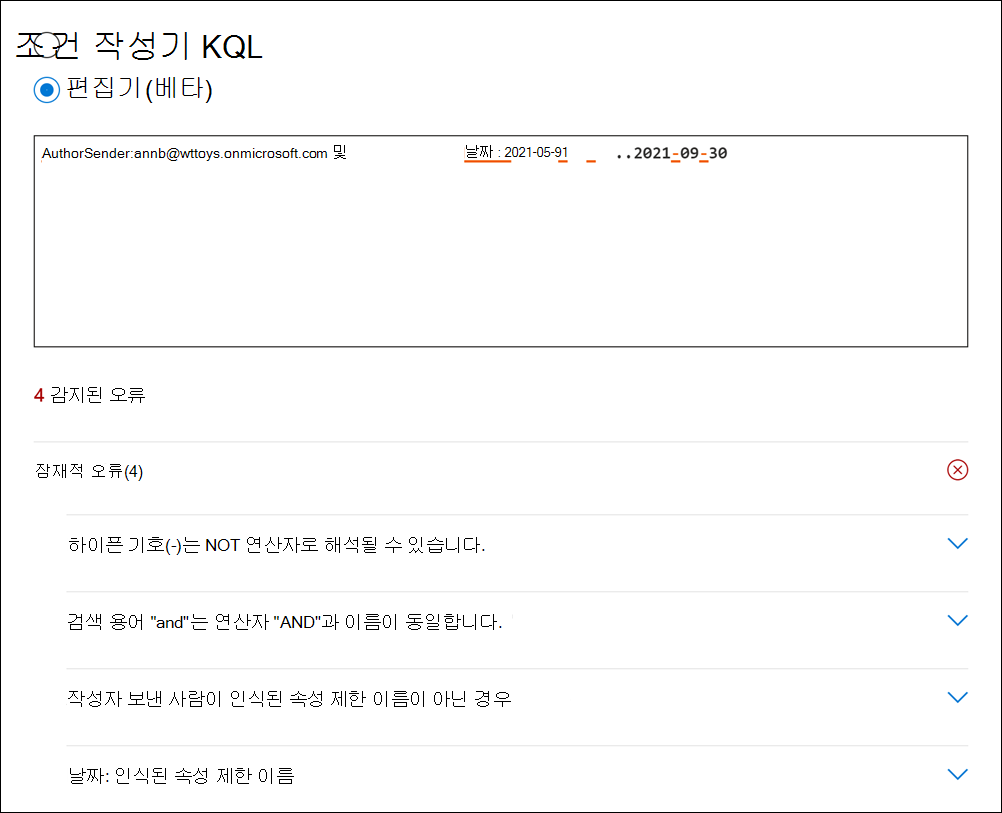 조건 작성기 KQL
편집기(베타)
AuthorSender:annb@wttoys.onmicrosoft.com 및 날짜 : 2021-05-91 ..2021-09-30
4 감지된 오류
잠재적 오류(4)
하이픈 기호(-)는 NOT 연산자로 해석될 수 있습니다.
검색 용어 "and"는 연산자 "AND"과 이름이 동일합니다.
작성자 보낸 사람이 인식된 속성 제한 이름이 아닌 경우
날짜: 인식된 속성 제한 이름